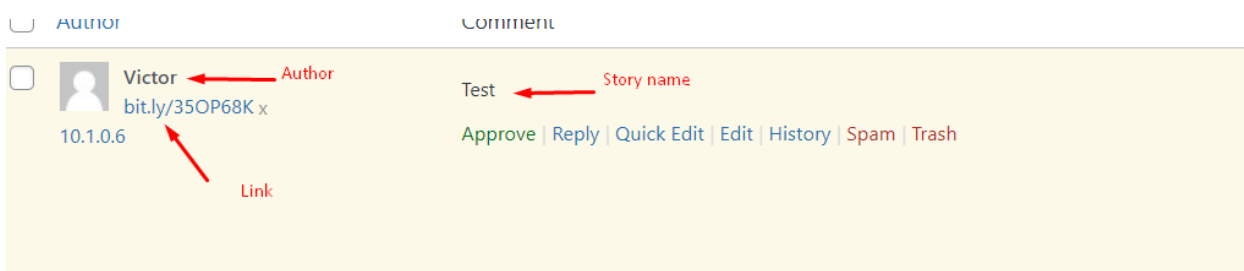 Author Comment
Victor Author
bit.ly/35OP68K x
10.1.0.6
Test Story name
Approve | Reply | Quick Edit | Edit | History | Spam | Trash
Link